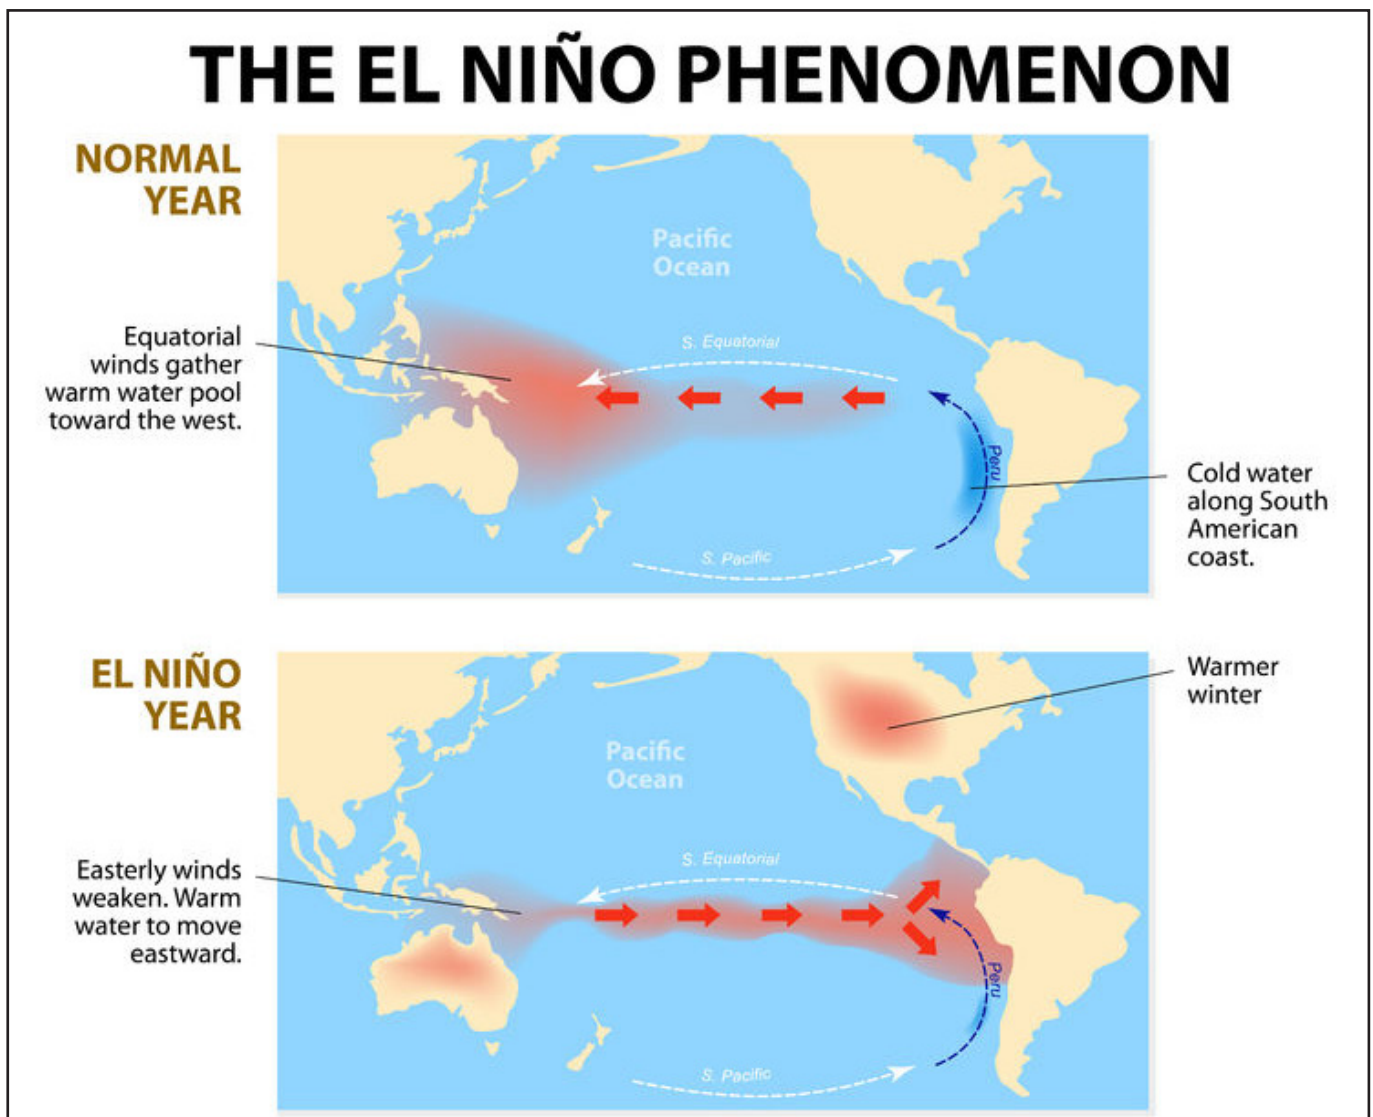 THE EL NIÑO PHENOMENON
NORMAL
YEAR
Pacific
Ocean
Equatorial
winds gather
warm water pool
toward the west.
S. Equatorial
Peru
Cold water
along South
American
coast.
S. Pacific
EL NIÑO
YEAR
Warmer
winter
Pacific
Ocean
Easterly winds
weaken. Warm
water to move
eastward.
S. Equatorial
Peru
S. Pacific